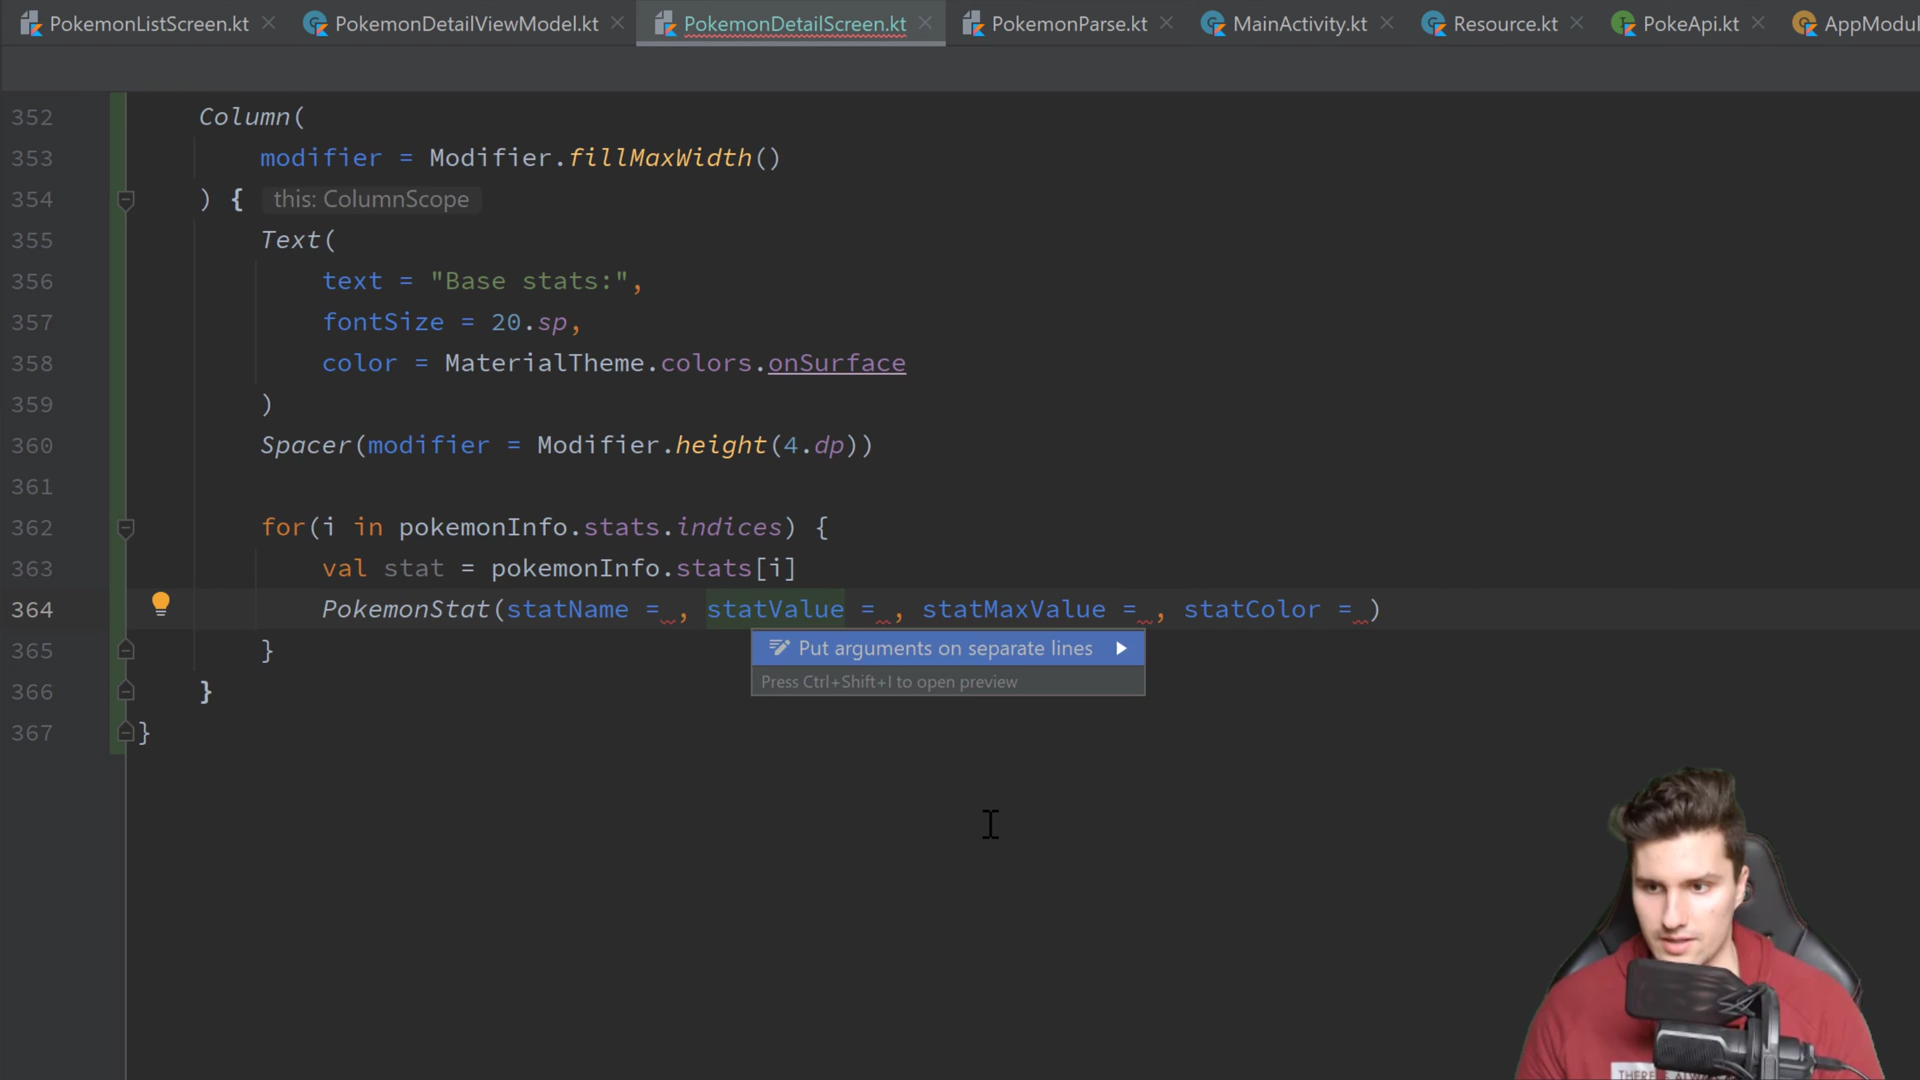 PokemonListScreen.kt PokemonDetailViewModel.kt PokemonDetailScreen.kt PokemonParse.kt MainActivity.kt Resource.kt PokeApi.kt AppModul
352 Column(
353 modifier = Modifier.fillMaxWidth()
354 ) { this: ColumnScope
355 Text(
356 text = "Base stats:",
357 fontSize = 20.sp,
358 color = MaterialTheme.colors.onSurface
359 )
360 Spacer(modifier = Modifier.height(4.dp))
361
362 for(i in pokemonInfo.stats.indices) {
363 val stat = pokemonInfo.stats[i]
364 PokemonStat(statName = , statValue = , statMaxValue = , statColor = )
Put arguments on separate lines
365 }
Press Ctrl+Shift+I to open preview
366 }
367 }